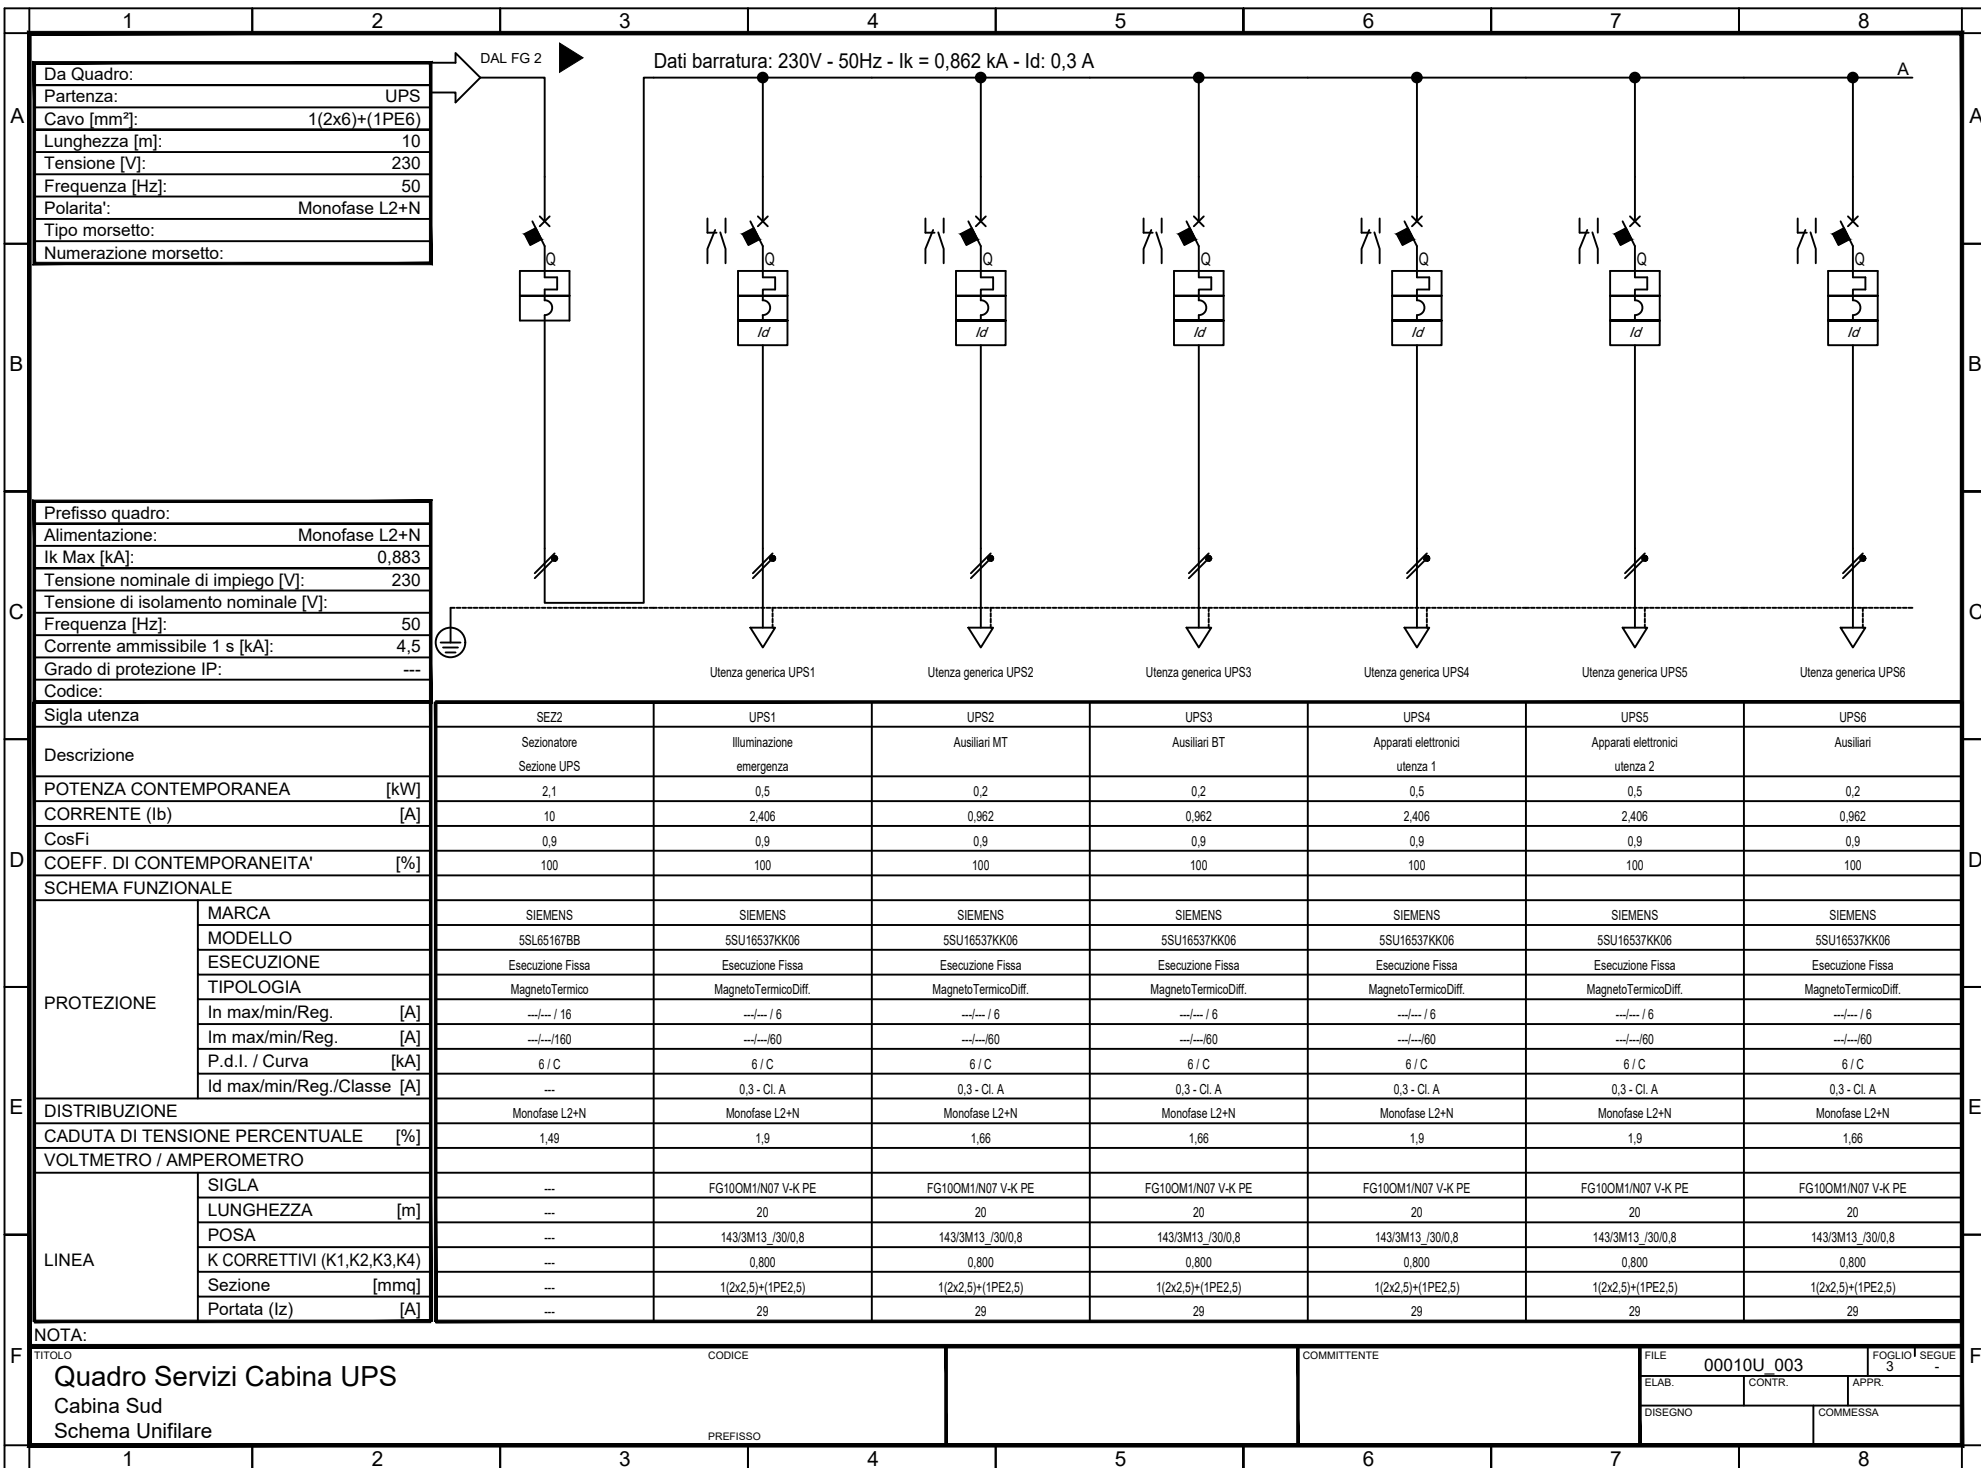 1 2 3 4 5 6 7 8
A A
B B
C C
D D
E E
F F
DAL FG 2
Dati barratura: 230V - 50Hz - Ik = 0,862 kA - Id: 0,3 A
A
Da Quadro:
Partenza: UPS
Cavo [mm²]: 1(2x6)+(1PE6)
Lunghezza [m]: 10
Tensione [V]: 230
Frequenza [Hz]: 50
Polarita': Monofase L2+N
Tipo morsetto:
Numerazione morsetto:
Q Q Q Q Q Q Q
Id Id Id Id Id Id
Prefisso quadro:
Alimentazione: Monofase L2+N
Ik Max [kA]: 0,883
Tensione nominale di impiego [V]: 230
Tensione di isolamento nominale [V]:
Frequenza [Hz]: 50
Corrente ammissibile 1 s [kA]: 4,5
Grado di protezione IP: ---
Codice:
Utenza generica UPS1 Utenza generica UPS2 Utenza generica UPS3 Utenza generica UPS4 Utenza generica UPS5 Utenza generica UPS6
Sigla utenza SEZ2 UPS1 UPS2 UPS3 UPS4 UPS5 UPS6
Descrizione
Sezionatore Illuminazione Ausiliari MT Ausiliari BT Apparati elettronici Apparati elettronici Ausiliari
Sezione UPS emergenza utenza 1 utenza 2
POTENZA CONTEMPORANEA [kW] 2,1 0,5 0,2 0,2 0,5 0,5 0,2
CORRENTE (Ib) [A] 10 2,406 0,962 0,962 2,406 2,406 0,962
CosFi 0,9 0,9 0,9 0,9 0,9 0,9 0,9
COEFF. DI CONTEMPORANEITA' [%] 100 100 100 100 100 100 100
SCHEMA FUNZIONALE
PROTEZIONE
MARCA SIEMENS SIEMENS SIEMENS SIEMENS SIEMENS SIEMENS SIEMENS
MODELLO 5SL65167BB 5SU16537KK06 5SU16537KK06 5SU16537KK06 5SU16537KK06 5SU16537KK06 5SU16537KK06
ESECUZIONE Esecuzione Fissa Esecuzione Fissa Esecuzione Fissa Esecuzione Fissa Esecuzione Fissa Esecuzione Fissa Esecuzione Fissa
TIPOLOGIA MagnetoTermico MagnetoTermicoDiff. MagnetoTermicoDiff. MagnetoTermicoDiff. MagnetoTermicoDiff. MagnetoTermicoDiff. MagnetoTermicoDiff.
In max/min/Reg. [A] ---/--- / 16 ---/--- / 6 ---/--- / 6 ---/--- / 6 ---/--- / 6 ---/--- / 6 ---/--- / 6
Im max/min/Reg. [A] ---/---/160 ---/---/60 ---/---/60 ---/---/60 ---/---/60 ---/---/60 ---/---/60
P.d.I. / Curva [kA] 6 / C 6 / C 6 / C 6 / C 6 / C 6 / C 6 / C
Id max/min/Reg./Classe [A] --- 0,3 - Cl. A 0,3 - Cl. A 0,3 - Cl. A 0,3 - Cl. A 0,3 - Cl. A 0,3 - Cl. A
DISTRIBUZIONE Monofase L2+N Monofase L2+N Monofase L2+N Monofase L2+N Monofase L2+N Monofase L2+N Monofase L2+N
CADUTA DI TENSIONE PERCENTUALE [%] 1,49 1,9 1,66 1,66 1,9 1,9 1,66
VOLTMETRO / AMPEROMETRO
LINEA
SIGLA --- FG10OM1/N07 V-K PE FG10OM1/N07 V-K PE FG10OM1/N07 V-K PE FG10OM1/N07 V-K PE FG10OM1/N07 V-K PE FG10OM1/N07 V-K PE
LUNGHEZZA [m] --- 20 20 20 20 20 20
POSA --- 143/3M13_/30/0,8 143/3M13_/30/0,8 143/3M13_/30/0,8 143/3M13_/30/0,8 143/3M13_/30/0,8 143/3M13_/30/0,8
K CORRETTIVI (K1,K2,K3,K4) --- 0,800 0,800 0,800 0,800 0,800 0,800
Sezione [mmq] --- 1(2x2,5)+(1PE2,5) 1(2x2,5)+(1PE2,5) 1(2x2,5)+(1PE2,5) 1(2x2,5)+(1PE2,5) 1(2x2,5)+(1PE2,5) 1(2x2,5)+(1PE2,5)
Portata (Iz) [A] --- 29 29 29 29 29 29
NOTA:
TITOLO
Quadro Servizi Cabina UPS
Cabina Sud
Schema Unifilare
CODICE
PREFISSO
COMMITTENTE
FILE 00010U_003
FOGLIO 3
SEGUE -
ELAB. CONTR. APPR.
DISEGNO COMMESSA
1 2 3 4 5 6 7 8